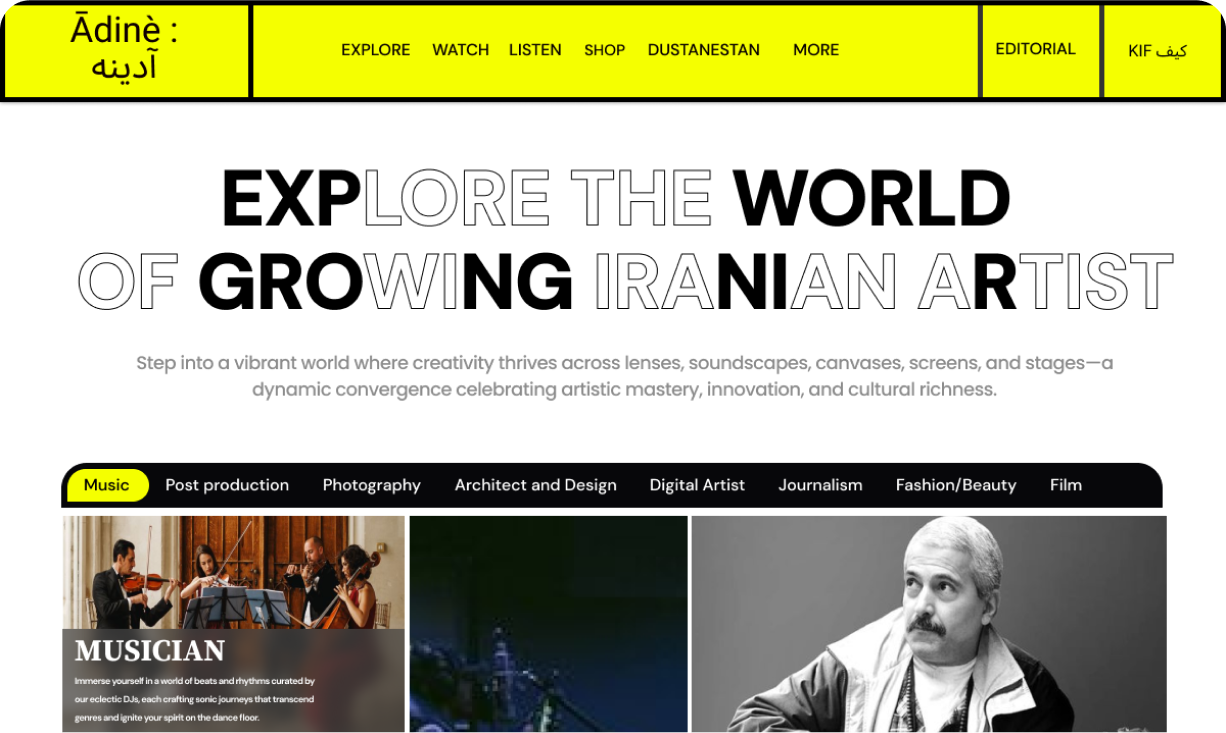 Ādinè :
آدینه
EXPLORE WATCH LISTEN SHOP DUSTANESTAN MORE
EDITORIAL
KIF کیف
EXPLORE THE WORLD
OF GROWING IRANIAN ARTIST
Step into a vibrant world where creativity thrives across lenses, soundscapes, canvases, screens, and stages—a
dynamic convergence celebrating artistic mastery, innovation, and cultural richness.
Music Post production Photography Architect and Design Digital Artist Journalism Fashion/Beauty Film
MUSICIAN
Immerse yourself in a world of beats and rhythms curated by
our eclectic DJs, each crafting sonic journeys that transcend
genres and ignite your spirit on the dance floor.